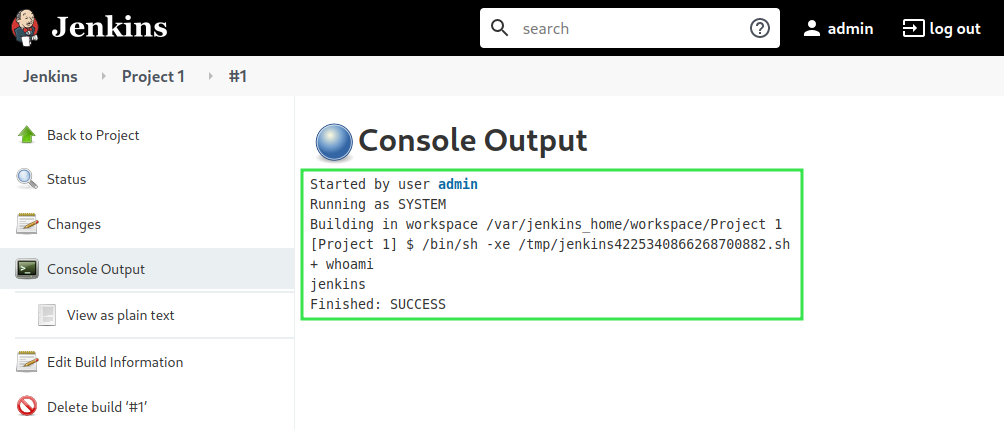 Jenkins
search
admin
log out
Jenkins
Project 1
#1
Back to Project
Status
Changes
Console Output
View as plain text
Edit Build Information
Delete build ‘#1’
Console Output
Started by user admin
Running as SYSTEM
Building in workspace /var/jenkins_home/workspace/Project 1
[Project 1] $ /bin/sh -xe /tmp/jenkins4225340866268700882.sh
+ whoami
jenkins
Finished: SUCCESS